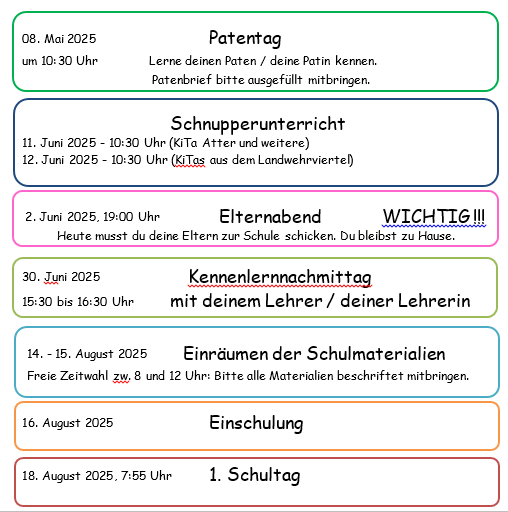 08. Mai 2025 Patentag
um 10:30 Uhr Lerne deinen Paten / deine Patin kennen.
Patenbrief bitte ausgefüllt mitbringen.
Schnupperunterricht
11. Juni 2025 - 10:30 Uhr (KiTa Atter und weitere)
12. Juni 2025 - 10:30 Uhr (KiTas aus dem Landwehrviertel)
2. Juni 2025, 19:00 Uhr Elternabend WICHTIG!!!
Heute musst du deine Eltern zur Schule schicken. Du bleibst zu Hause.
30. Juni 2025 Kennenlernnachmittag
15:30 bis 16:30 Uhr mit deinem Lehrer / deiner Lehrerin
14. - 15. August 2025 Einräumen der Schulmaterialien
Freie Zeitwahl zw. 8 und 12 Uhr: Bitte alle Materialien beschriftet mitbringen.
16. August 2025 Einschulung
18. August 2025, 7:55 Uhr 1. Schultag